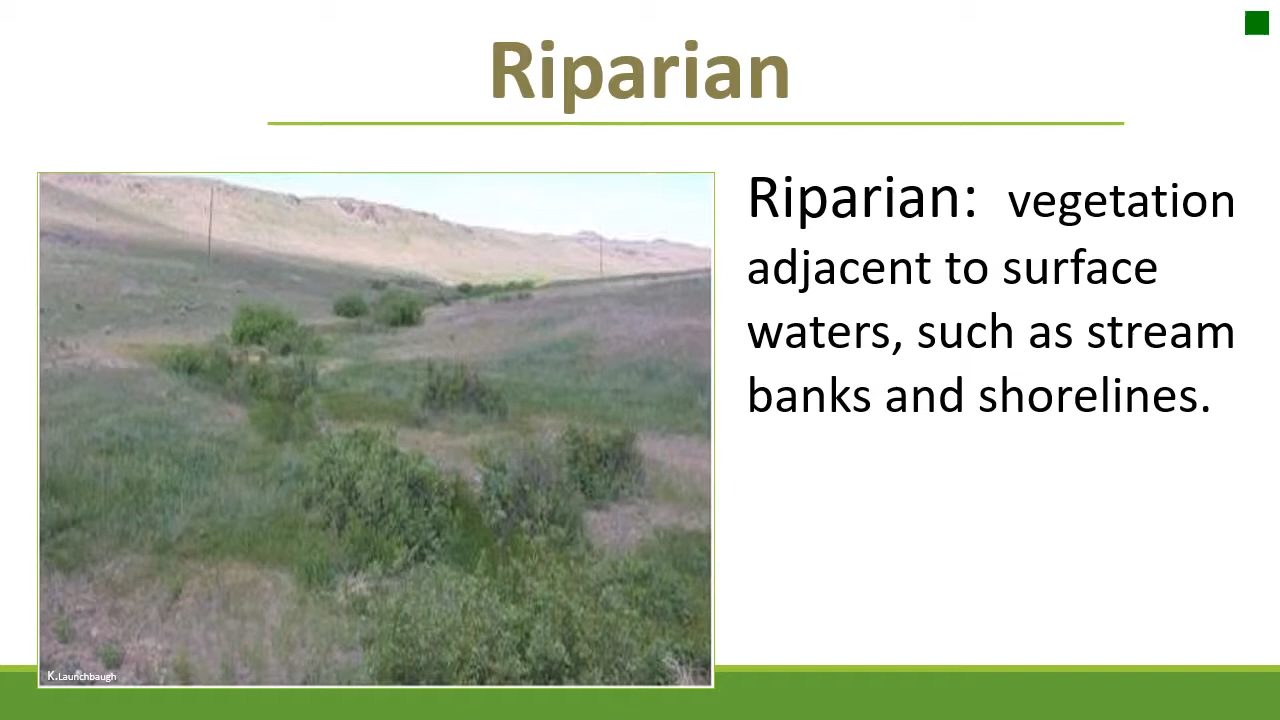 Riparian
Riparian: vegetation
adjacent to surface
waters, such as stream
banks and shorelines.
K.Launchbaugh